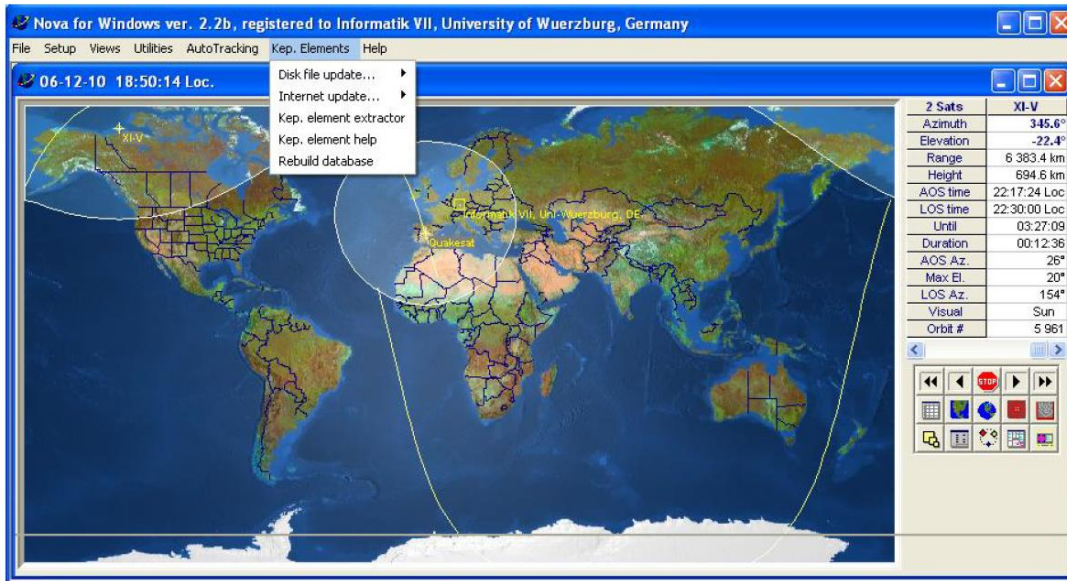 Nova for Windows ver. 2.2b, registered to Informatik VII, University of Wuerzburg, Germany
File Setup Views Utilities AutoTracking Kep. Elements Help
06-12-10 18:50:14 Loc.
Disk file update...
Internet update...
Kep. element extractor
Kep. element help
Rebuild database
XI-V
Informatik VII, Uni-Wuerzburg, DE
Quakesat
2 Sats XI-V
Azimuth 345.6°
Elevation -22.4°
Range 6 383.4 km
Height 694.6 km
AOS time 22:17:24 Loc
LOS time 22:30:00 Loc
Until 03:27:09
Duration 00:12:36
AOS Az. 26°
Max El. 20°
LOS Az. 154°
Visual Sun
Orbit # 5 961
STOP